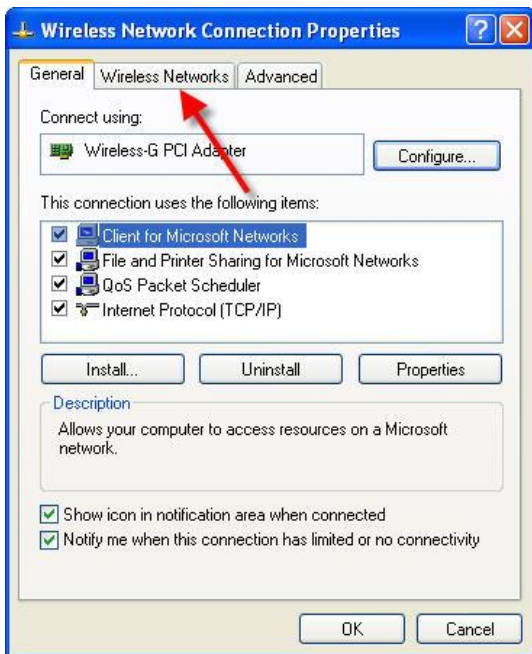 Wireless Network Connection Properties
General Wireless Networks Advanced
Connect using:
Wireless-G PCI Adapter Configure...
This connection uses the following items:
Client for Microsoft Networks
File and Printer Sharing for Microsoft Networks
QoS Packet Scheduler
Internet Protocol (TCP/IP)
Install... Uninstall Properties
Description
Allows your computer to access resources on a Microsoft
network.
Show icon in notification area when connected
Notify me when this connection has limited or no connectivity
OK Cancel